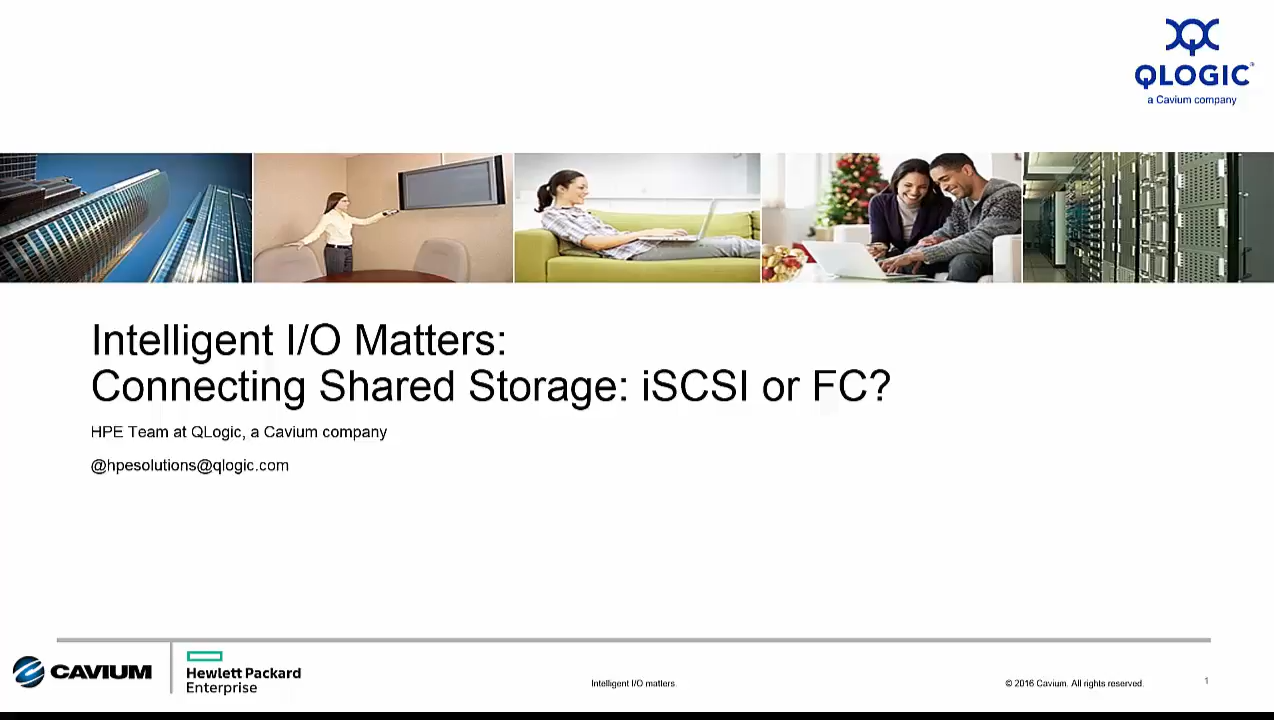 QLOGIC®
a Cavium company
Intelligent I/O Matters:
Connecting Shared Storage: iSCSI or FC?
HPE Team at QLogic, a Cavium company
@hpesolutions@qlogic.com
CAVIUM
Hewlett Packard
Enterprise
Intelligent I/O matters.
© 2016 Cavium. All rights reserved.
1